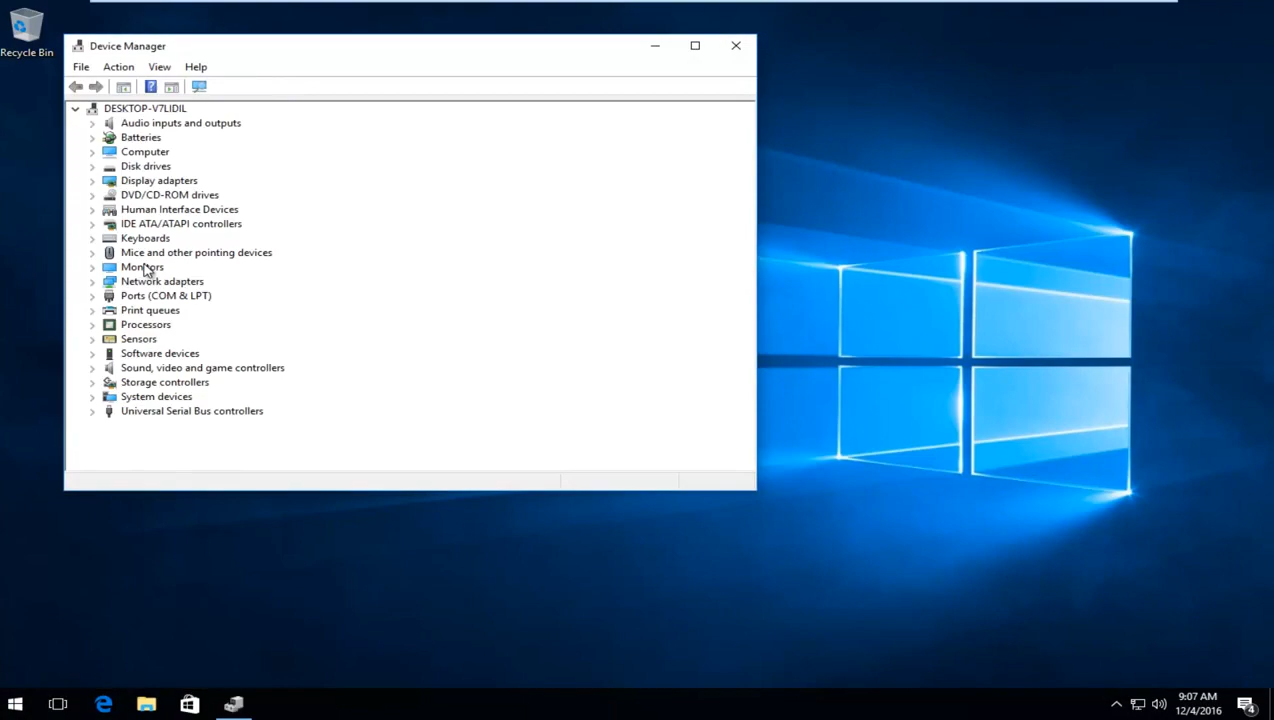 Recycle Bin
Device Manager
File Action View Help
DESKTOP-V7LIDIL
Audio inputs and outputs
Batteries
Computer
Disk drives
Display adapters
DVD/CD-ROM drives
Human Interface Devices
IDE ATA/ATAPI controllers
Keyboards
Mice and other pointing devices
Monitors
Network adapters
Ports (COM & LPT)
Print queues
Processors
Sensors
Software devices
Sound, video and game controllers
Storage controllers
System devices
Universal Serial Bus controllers
9:07 AM
12/4/2016
4